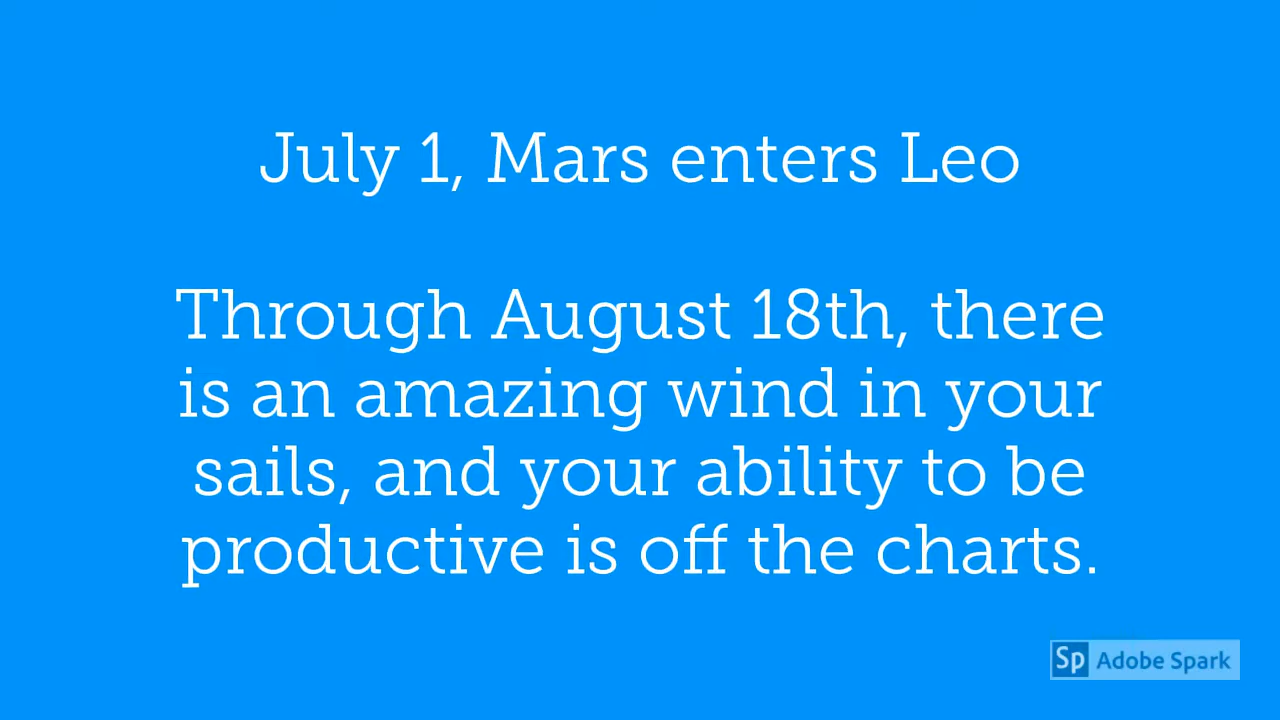 July 1, Mars enters Leo
Through August 18th, there
is an amazing wind in your
sails, and your ability to be
productive is off the charts.
Sp Adobe Spark